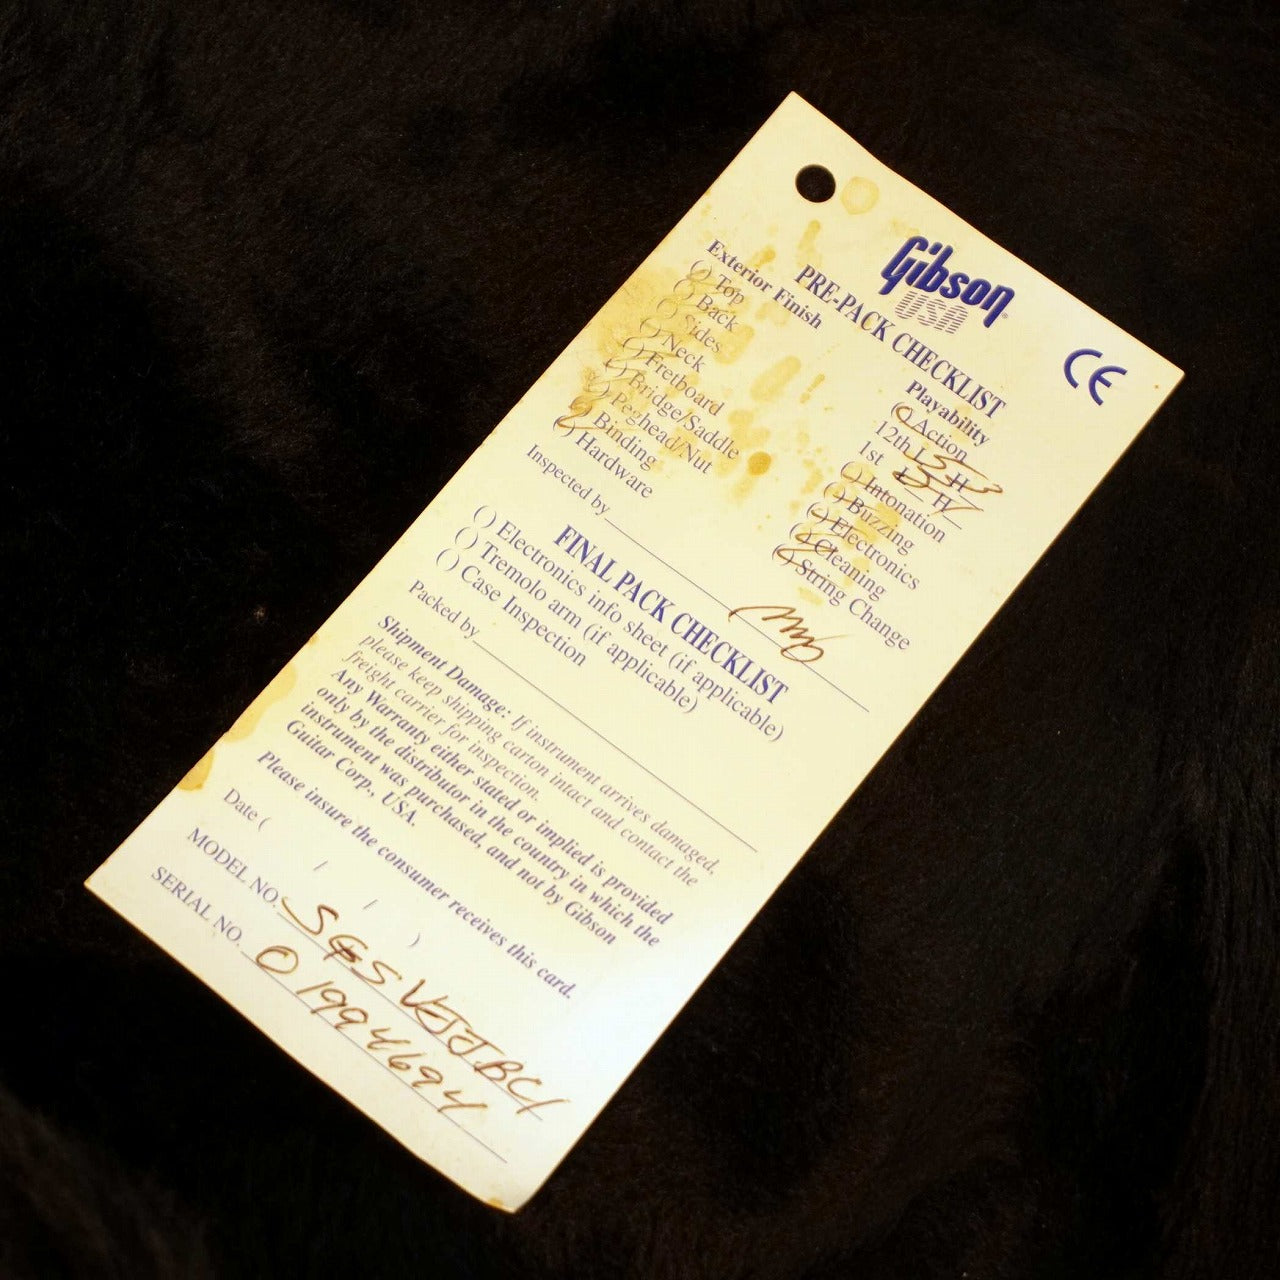 Gibson
USA
CE
PRE-PACK CHECKLIST
Exterior Finish
( ) Top
( ) Back
( ) Sides
( ) Neck
( ) Fretboard
( ) Bridge/Saddle
( ) Peghead/Nut
( ) Binding
( ) Hardware
Playability
( ) Action
12th H
1st H
( ) Intonation
( ) Buzzing
( ) Electronics
( ) Cleaning
( ) String Change
Inspected by
FINAL PACK CHECKLIST
( ) Electronics info sheet (if applicable)
( ) Tremolo arm (if applicable)
( ) Case Inspection
Packed by
Shipment Damage: If instrument arrives damaged,
please keep shipping carton intact and contact the
freight carrier for inspection.
Any Warranty either stated or implied is provided
only by the distributor in the country in which the
instrument was purchased, and not by Gibson
Guitar Corp., USA.
Please insure the consumer receives this card.
Date ( / / )
MODEL NO.
SERIAL NO. 01994694